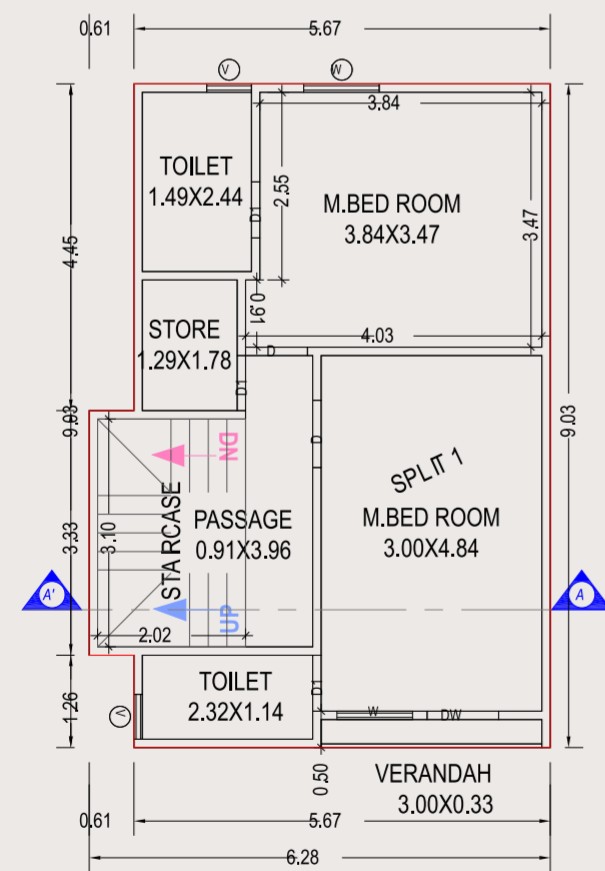 0.61
5.67
V
W
3.84
TOILET
1.49X2.44
D1
2.55
M.BED ROOM
3.84X3.47
3.47
4.45
0.91
STORE
1.29X1.78
4.03
D
D1
9.03
9.03
D
DN
SPLIT 1
M.BED ROOM
3.00X4.84
STARCASE
PASSAGE
0.91X3.96
3.33
3.10
A'
A
UP
2.02
TOILET
2.32X1.14
D1
1.26
V
W
DW
0.50
VERANDAH
3.00X0.33
0.61
5.67
6.28